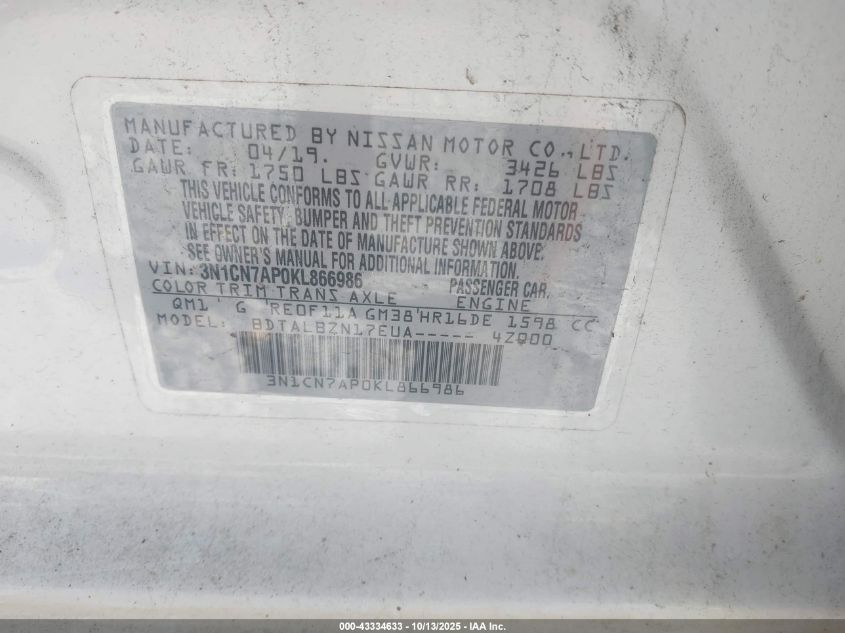 MANUFACTURED BY NISSAN MOTOR CO., LTD.
DATE: 04/19. GVWR: 3426 LBS
GAWR FR: 1750 LBS GAWR RR: 1708 LBS
THIS VEHICLE CONFORMS TO ALL APPLICABLE FEDERAL MOTOR
VEHICLE SAFETY, BUMPER AND THEFT PREVENTION STANDARDS
IN EFFECT ON THE DATE OF MANUFACTURE SHOWN ABOVE.
SEE OWNER'S MANUAL FOR ADDITIONAL INFORMATION.
VIN: 3N1CN7AP0KL866986 PASSENGER CAR.
COLOR TRIM TRANS AXLE ENGINE
QM1 ' G 'RE0F11A GM38'HR16DE 1598 CC
MODEL: BDTALBZN17EUA----- 4Z000
3N1CN7AP0KL866986
000-43334633 - 10/13/2025 - IAA Inc.